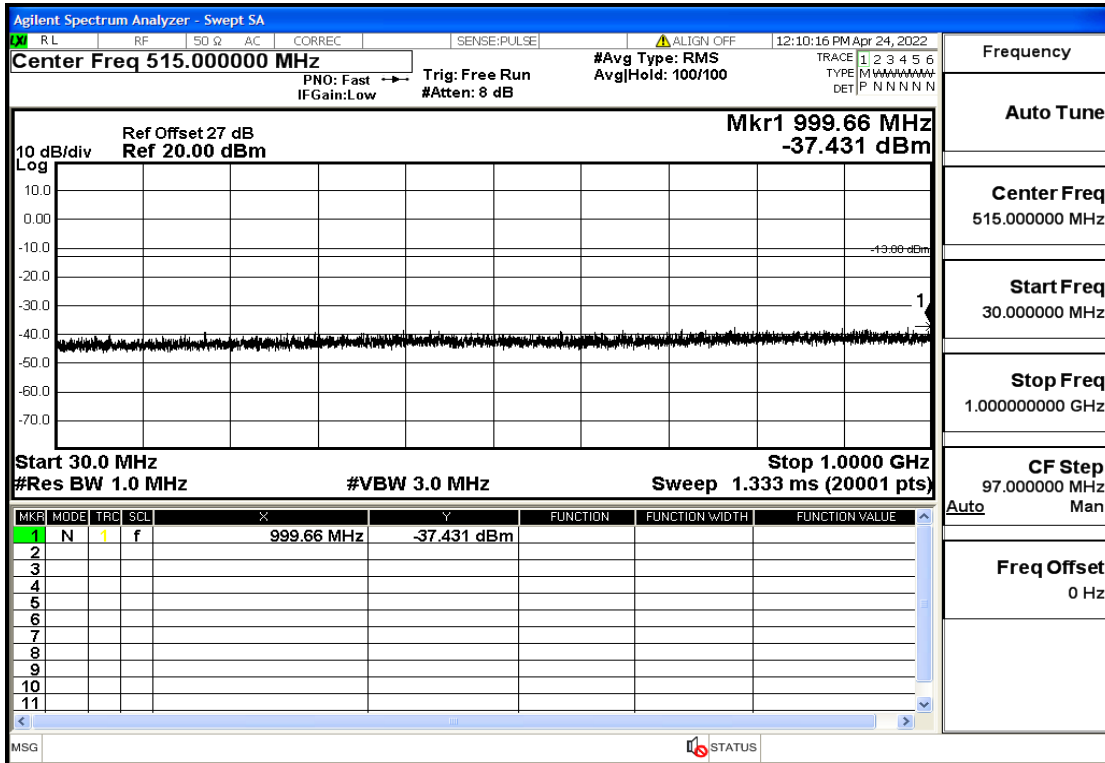 Agilent Spectrum Analyzer - Swept SA
LXI RL RF 50 Ω AC CORREC SENSE:PULSE ALIGN OFF 12:10:16 PM Apr 24, 2022
Center Freq 515.000000 MHz
PNO: Fast
IFGain:Low
Trig: Free Run
#Atten: 8 dB
#Avg Type: RMS
Avg|Hold: 100/100
TRACE 1 2 3 4 5 6
TYPE M WWWWW
DET P N N N N N
Ref Offset 27 dB
10 dB/div Ref 20.00 dBm
Log
Mkr1 999.66 MHz
-37.431 dBm
10.0
0.00
-10.0
-13.00 dBm
-20.0
-30.0
1
-40.0
-50.0
-60.0
-70.0
Start 30.0 MHz Stop 1.0000 GHz
#Res BW 1.0 MHz #VBW 3.0 MHz Sweep 1.333 ms (20001 pts)
MKR MODE TRC SCL X Y FUNCTION FUNCTION WIDTH FUNCTION VALUE
1 N 1 f 999.66 MHz -37.431 dBm
2
3
4
5
6
7
8
9
10
11
MSG STATUS
Frequency
Auto Tune
Center Freq
515.000000 MHz
Start Freq
30.000000 MHz
Stop Freq
1.000000000 GHz
CF Step
97.000000 MHz
Auto Man
Freq Offset
0 Hz